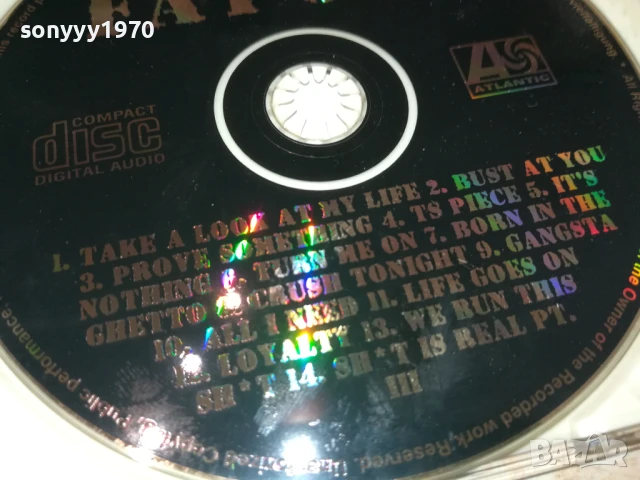 sonyyy1970
COMPACT
disc
DIGITAL AUDIO
ATLANTIC
1. TAKE A LOOK AT MY LIFE 2. BUST AT YOU
3. PROVE SOMETHING 4. TS PIECE 5. IT'S
NOTHING 6. TURN ME ON 7. BORN IN THE
GHETTO 8. CRUSH TONIGHT 9. GANGSTA
10. ALL I NEED 11. LIFE GOES ON
12. LOYALTY 13. WE RUN THIS
SH*T 14. SH*T IS REAL PT.
III
the Owner of the Recorded work Reserved.
Public performance
BAZAR